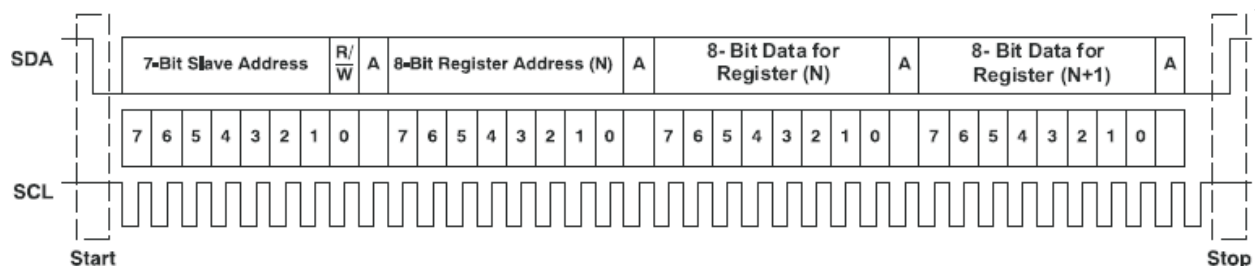 SDA
7-Bit Slave Address
R/
W
A
8-Bit Register Address (N)
A
8- Bit Data for
Register (N)
A
8- Bit Data for
Register (N+1)
A
7 6 5 4 3 2 1 0 7 6 5 4 3 2 1 0 7 6 5 4 3 2 1 0 7 6 5 4 3 2 1 0
SCL
Start
Stop